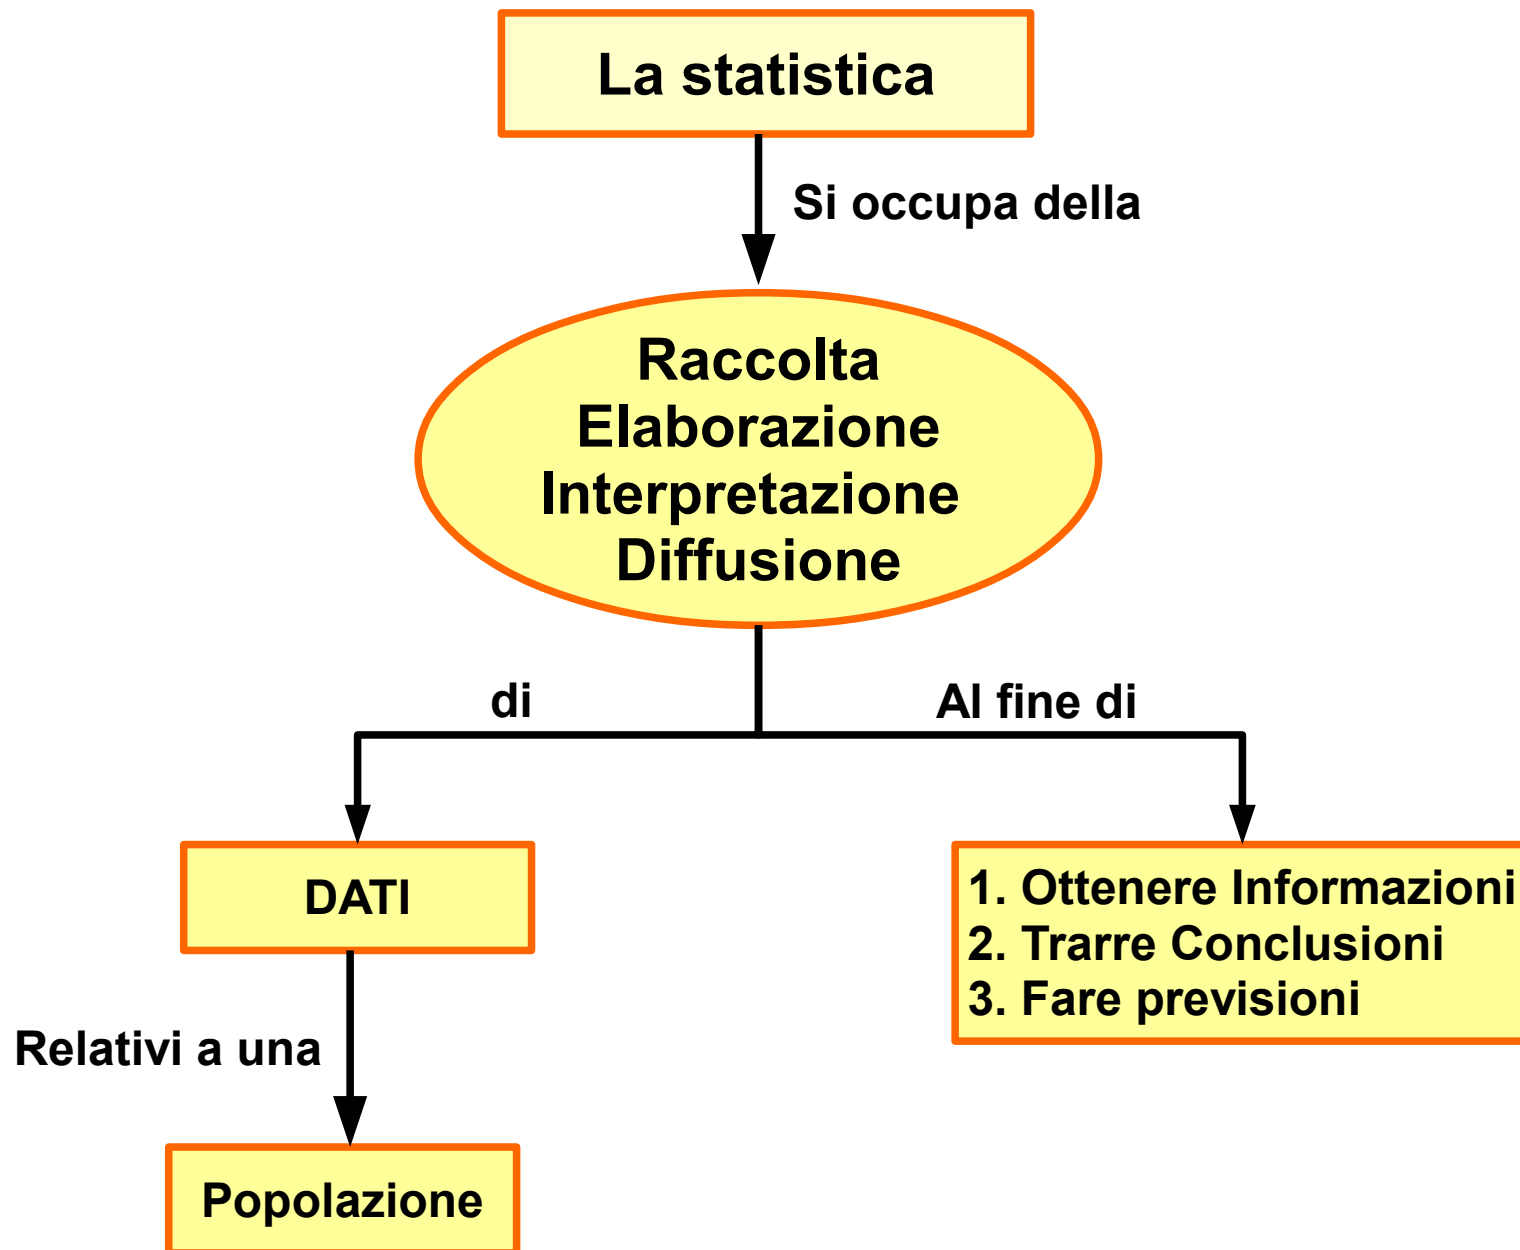 La statistica
Si occupa della
Raccolta
Elaborazione
Interpretazione
Diffusione
di
Al fine di
DATI
1. Ottenere Informazioni
2. Trarre Conclusioni
3. Fare previsioni
Relativi a una
Popolazione